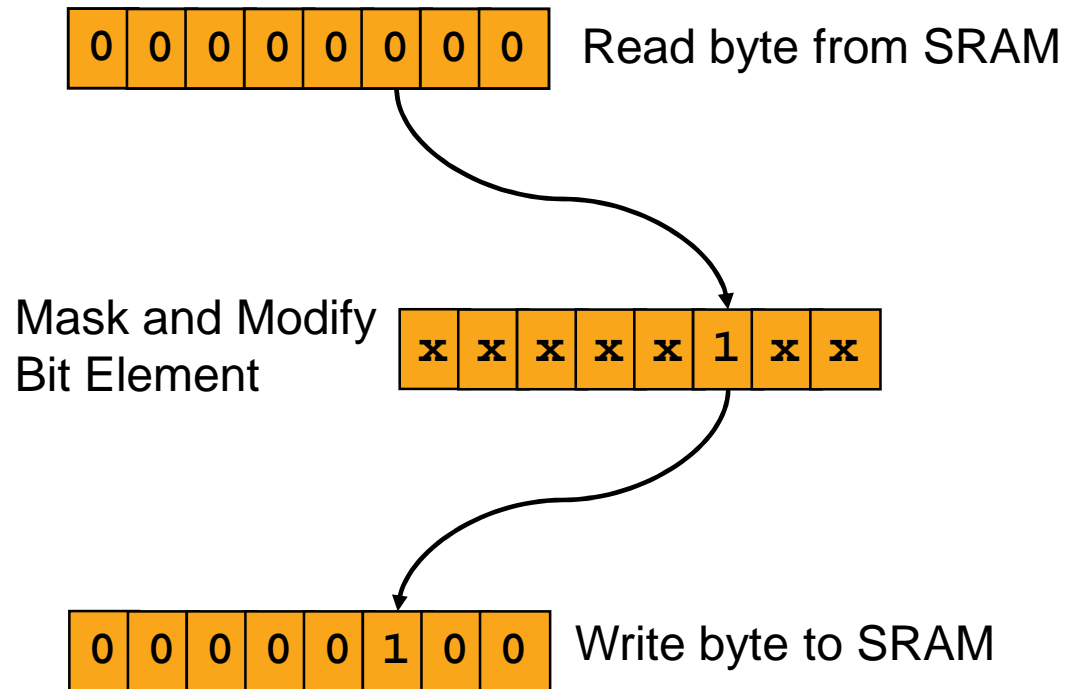 0 0 0 0 0 0 0 0 Read byte from SRAM
Mask and Modify
Bit Element
x x x x x 1 x x
0 0 0 0 0 1 0 0 Write byte to SRAM